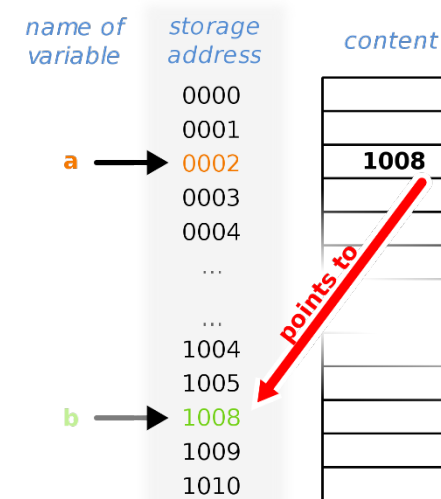 name of variable
storage address
content
0000
0001
a 0002 1008
0003
0004
...
points to
...
1004
1005
b 1008
1009
1010